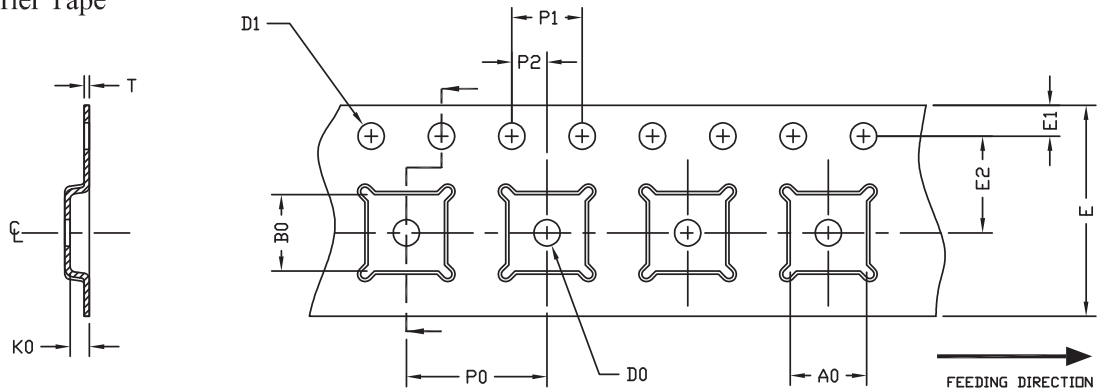 rier Tape
D1
P1
P2
T
E1
E2
E
B0
℄
K0
P0
D0
A0
FEEDING DIRECTION